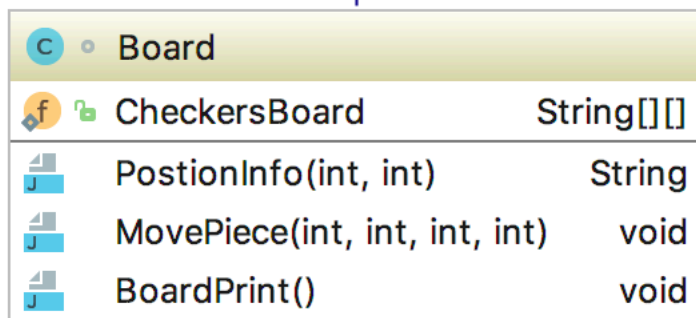 C Board
f CheckersBoard String[][]
J PostionInfo(int, int) String
J MovePiece(int, int, int, int) void
J BoardPrint() void